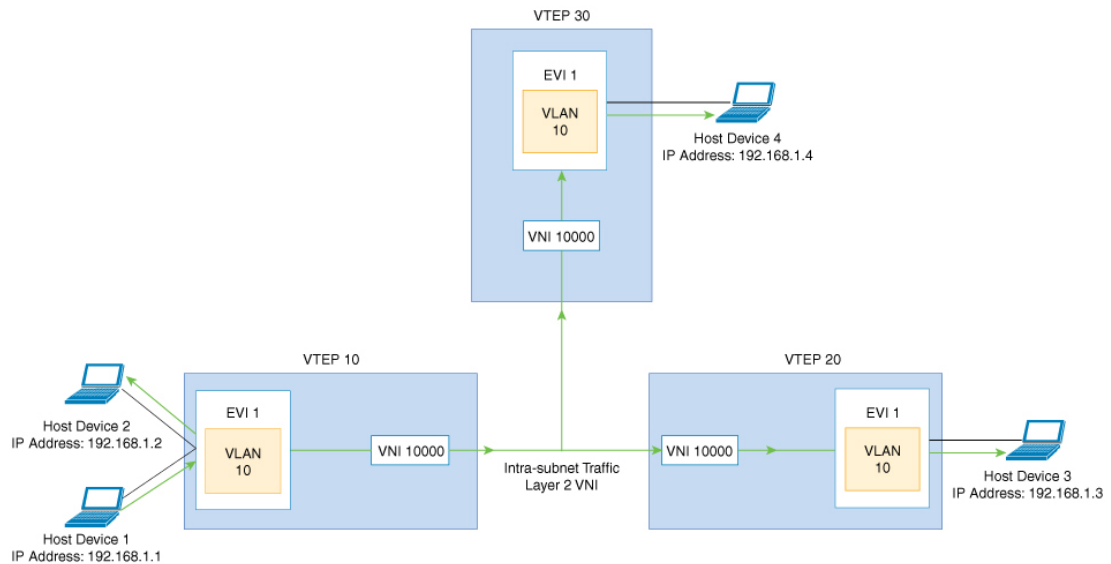 VTEP 30
EVI 1
VLAN
10
Host Device 4
IP Address: 192.168.1.4
VNI 10000
VTEP 10
EVI 1
VLAN
10
VNI 10000
Host Device 2
IP Address: 192.168.1.2
Host Device 1
IP Address: 192.168.1.1
Intra-subnet Traffic
Layer 2 VNI
VTEP 20
VNI 10000
EVI 1
VLAN
10
Host Device 3
IP Address: 192.168.1.3